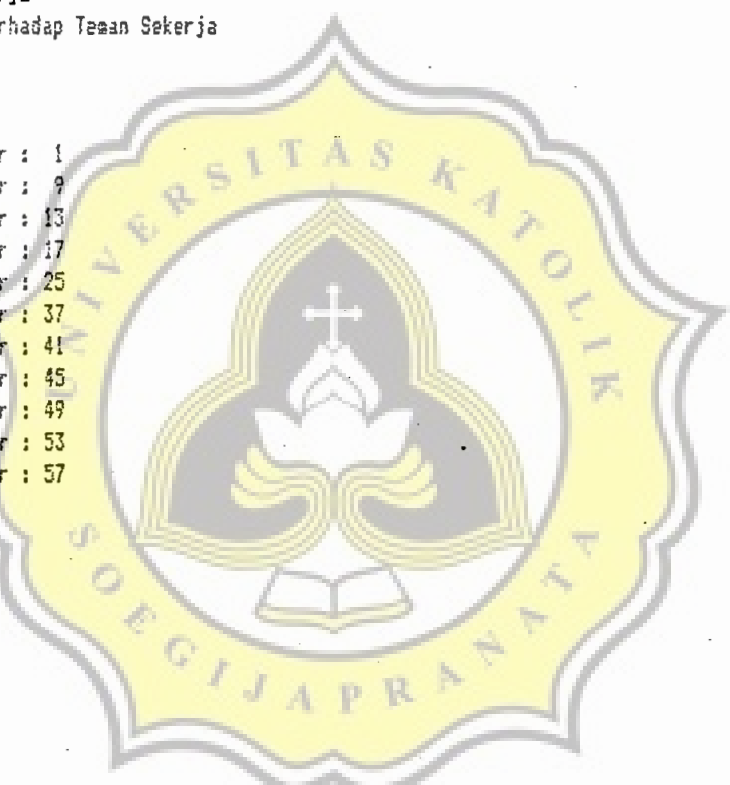 rhadap Teman Sekerja
r : 1
r : 9
r : 13
r : 17
r : 25
r : 37
r : 41
r : 45
r : 49
r : 53
r : 57
UNIVERSITAS KATOLIK
SOEGIJAPRANATA